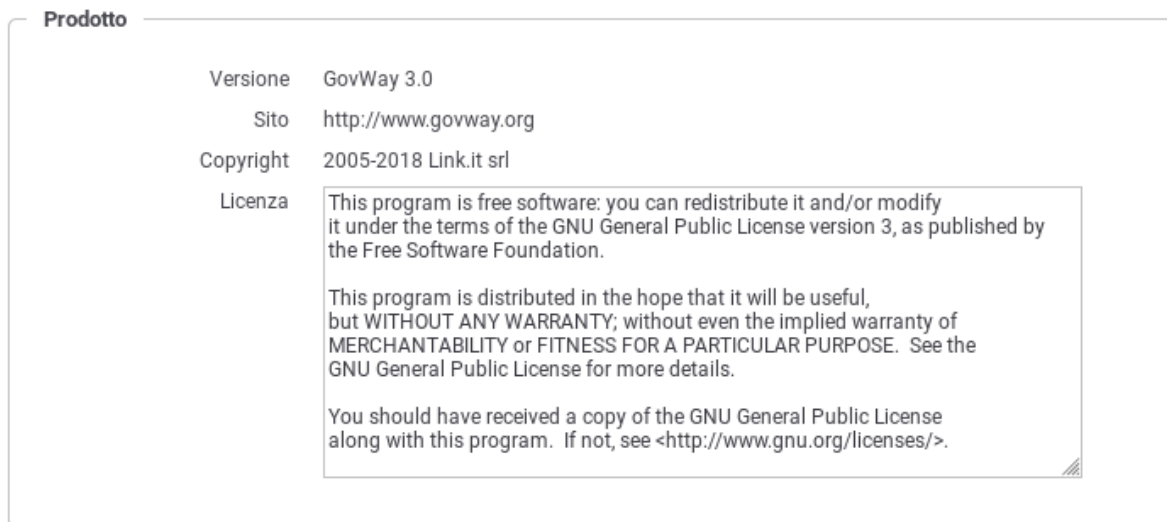 Prodotto
Versione GovWay 3.0
Sito http://www.govway.org
Copyright 2005-2018 Link.it srl
Licenza
This program is free software: you can redistribute it and/or modify
it under the terms of the GNU General Public License version 3, as published by
the Free Software Foundation.
This program is distributed in the hope that it will be useful,
but WITHOUT ANY WARRANTY; without even the implied warranty of
MERCHANTABILITY or FITNESS FOR A PARTICULAR PURPOSE.  See the
GNU General Public License for more details.
You should have received a copy of the GNU General Public License
along with this program.  If not, see <http://www.gnu.org/licenses/>.